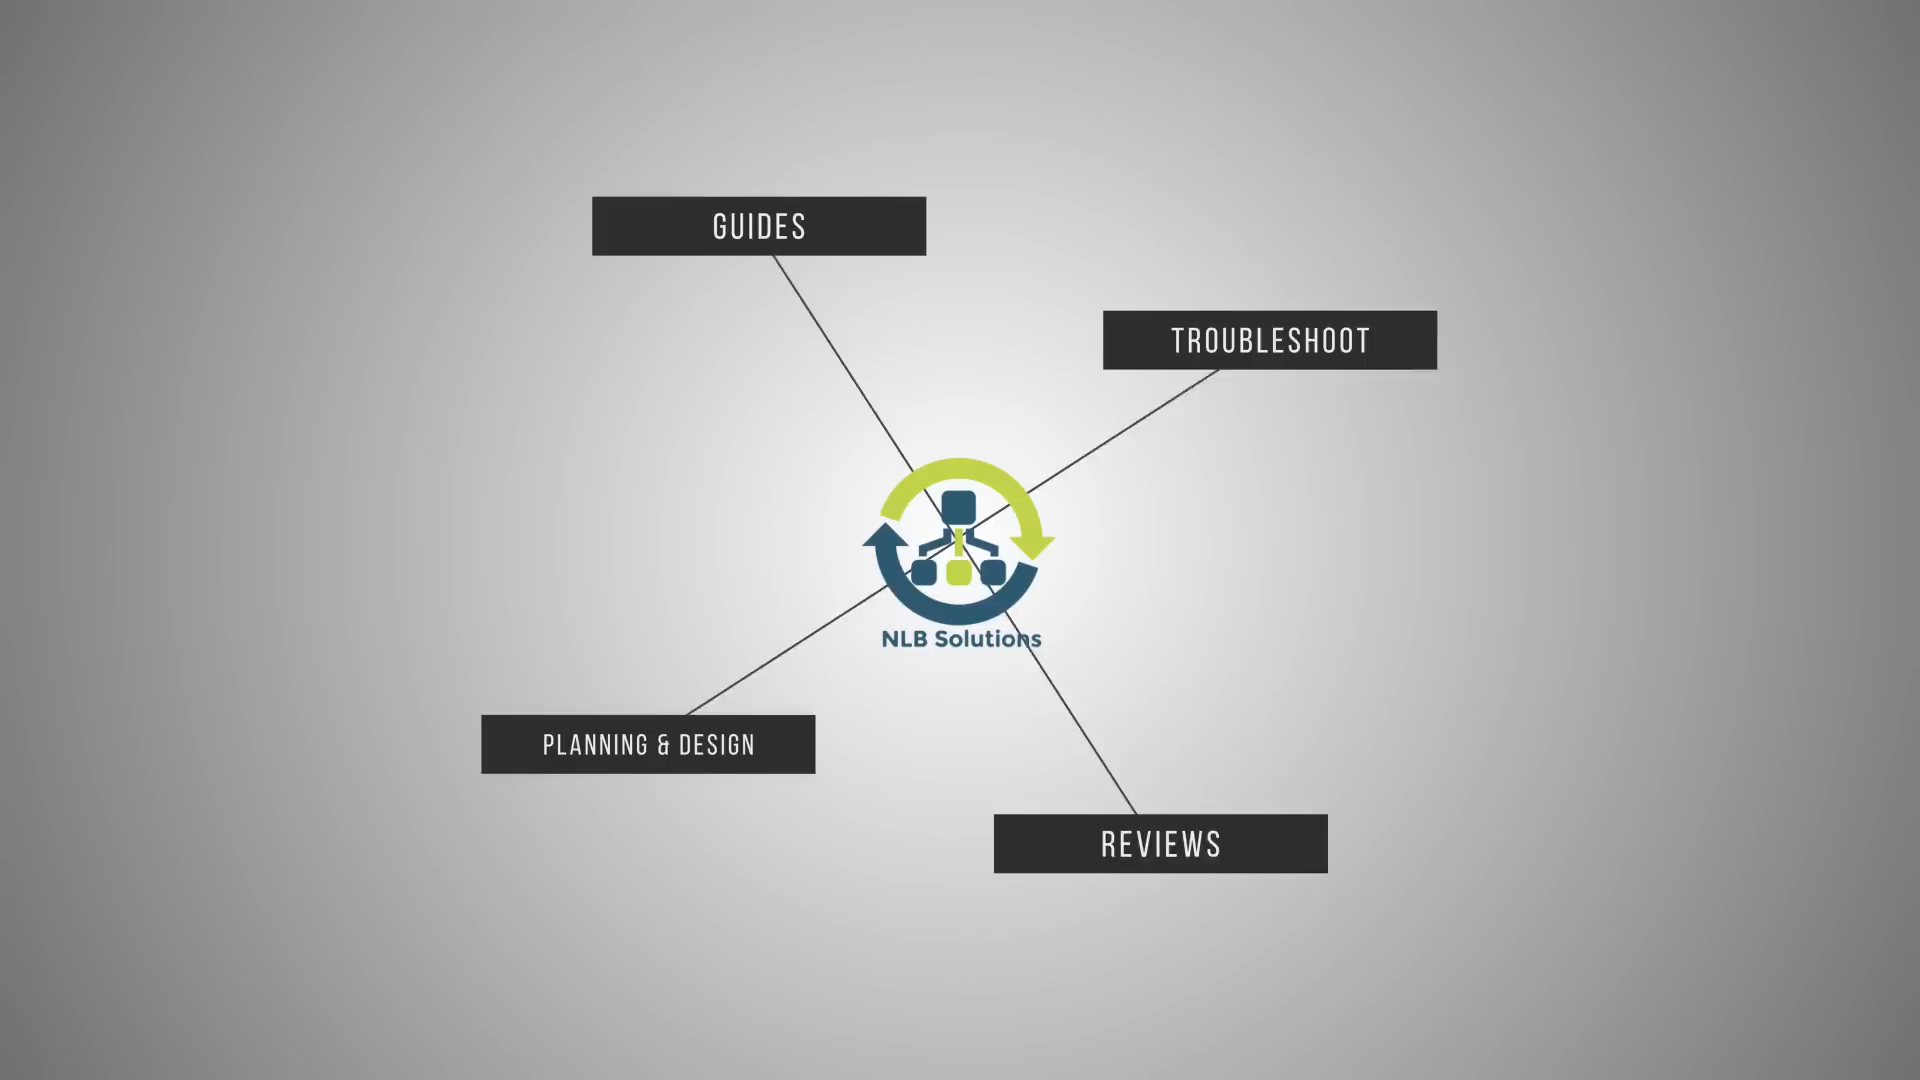 GUIDES
TROUBLESHOOT
NLB Solutions
PLANNING & DESIGN
REVIEWS